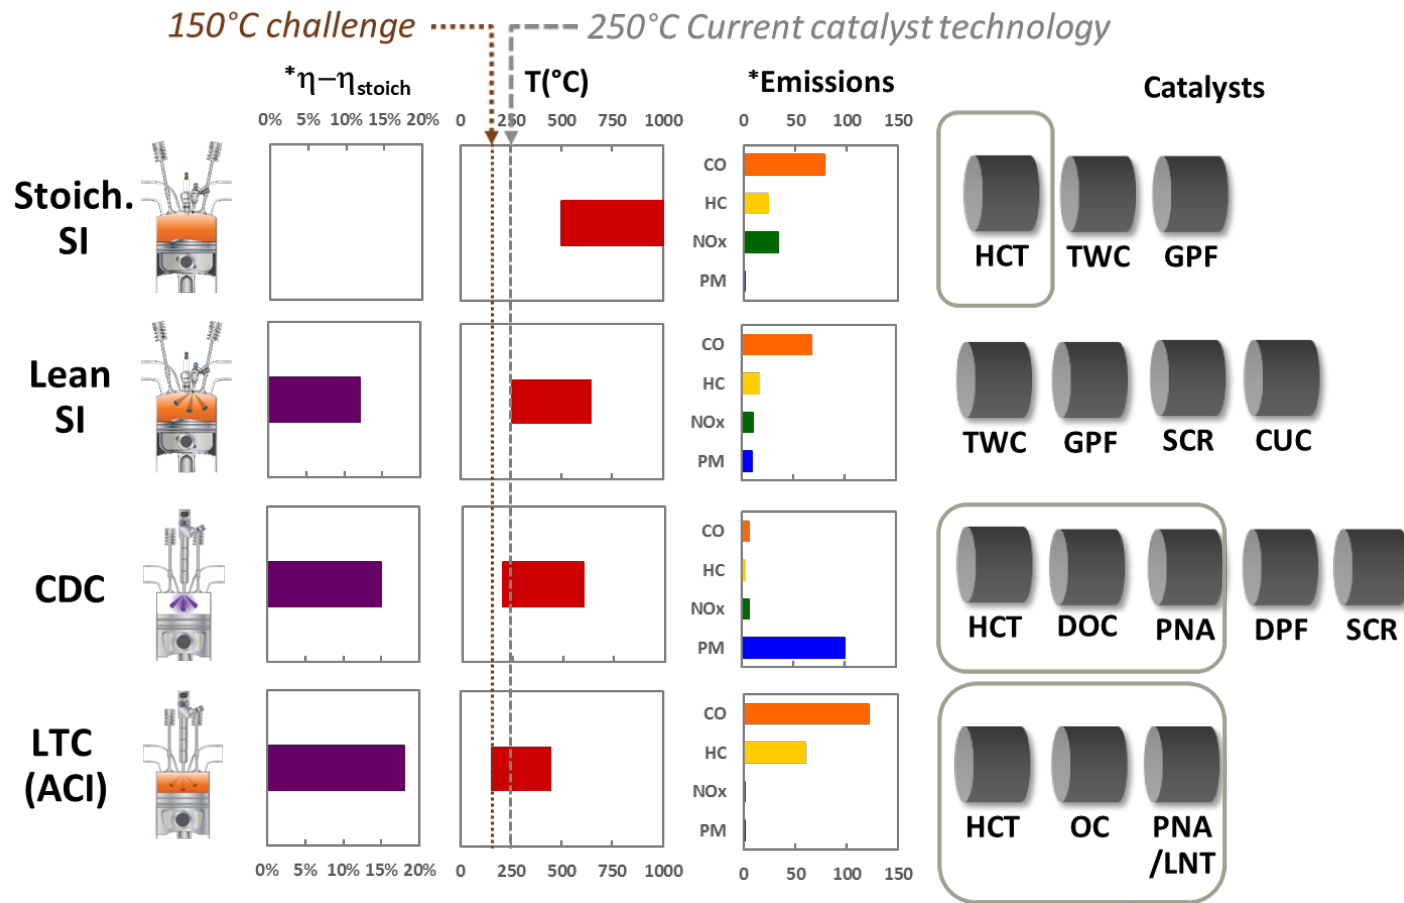 150°C challenge
250°C Current catalyst technology
*η−ηstoich
T(°C)
*Emissions
Catalysts
0% 5% 10% 15% 20%
0 250 500 750 1000
0 50 100 150
Stoich.
SI
CO
HC
NOx
PM
HCT
TWC
GPF
Lean
SI
CO
HC
NOx
PM
TWC
GPF
SCR
CUC
CDC
CO
HC
NOx
PM
HCT
DOC
PNA
DPF
SCR
LTC
(ACI)
CO
HC
NOx
PM
HCT
OC
PNA
/LNT
0% 5% 10% 15% 20%
0 250 500 750 1000
0 50 100 150